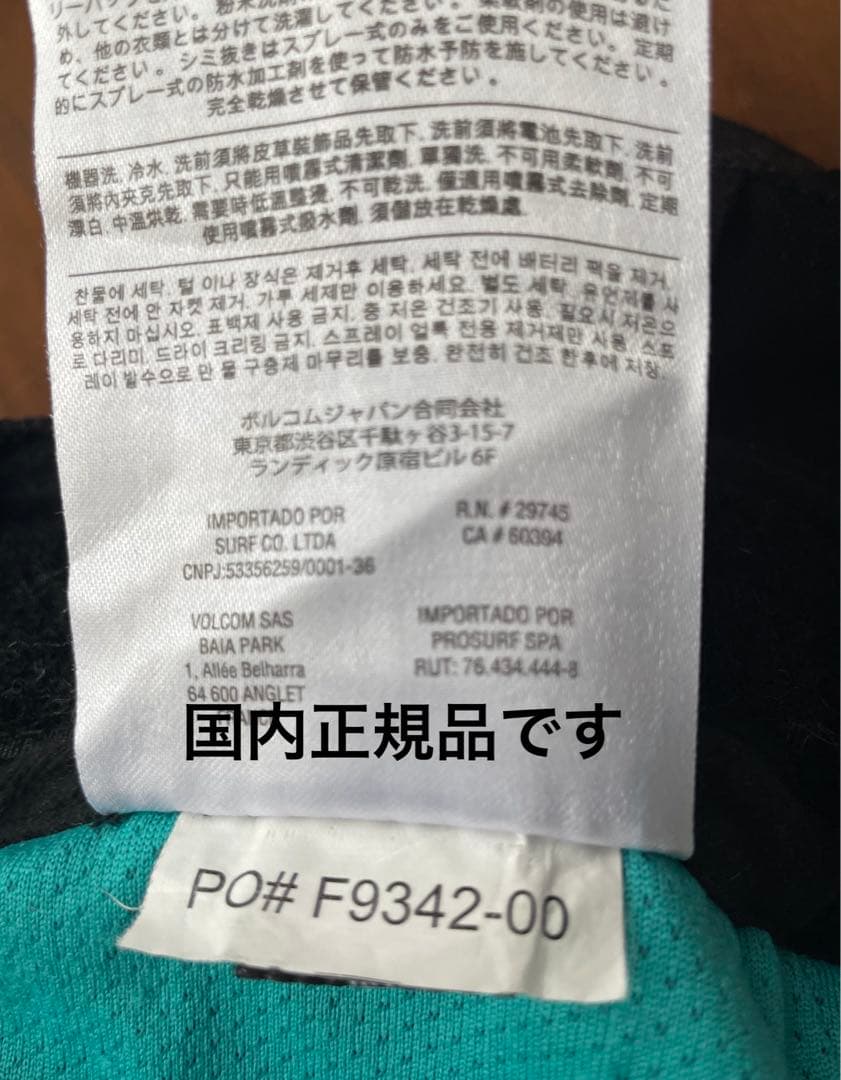 外してください。粉末洗剤
柔軟剤の使用は避け
め、他の衣類とは分けて洗濯してください。
てください。シミ抜きはスプレー式のみをご使用ください。定期
的にスプレー式の防水加工剤を使って防水予防を施してください。
完全乾燥させて保管ください。
機器洗, 冷水, 洗前須將皮草裝飾品先取下, 洗前須將電池先取下, 洗前
須將內夾克先取下, 只能用噴霧式清潔劑, 單獨洗, 不可用柔軟劑, 不可
漂白, 中溫烘乾, 需要時低溫整燙, 不可乾洗, 僅適用噴霧式去除劑, 定期
使用噴霧式撥水劑, 須儲放在乾燥處.
찬물에 세탁, 털 이나 장식은 제거후 세탁, 세탁 전에 배터리 팩을 제거,
세탁 전에 안 자켓 제거, 가루 세제만 이용하세요. 별도 세탁, 유연제를 사
용하지 마십시오. 표백제 사용 금지, 중 저온 건조기 사용, 필요시 저온으
로 다리미, 드라이 크리링 금지, 스프레이 얼룩 전용 제거제만 사용, 스프
레이 발수으로 만 물 구충제 마무리를 보충, 완전히 건조 한후에 저장.
ボルコムジャパン合同会社
東京都渋谷区千駄ヶ谷3-15-7
ランディック原宿ビル 6F
IMPORTADO POR
SURF CO. LTDA
CNPJ:53356259/0001-36
R.N. # 29745
CA # 60394
VOLCOM SAS
BAIA PARK
1, Allée Belharra
64 600 ANGLET
IMPORTADO POR
PROSURF SPA
RUT: 76.434.444-8
国内正規品です
PO# F9342-00